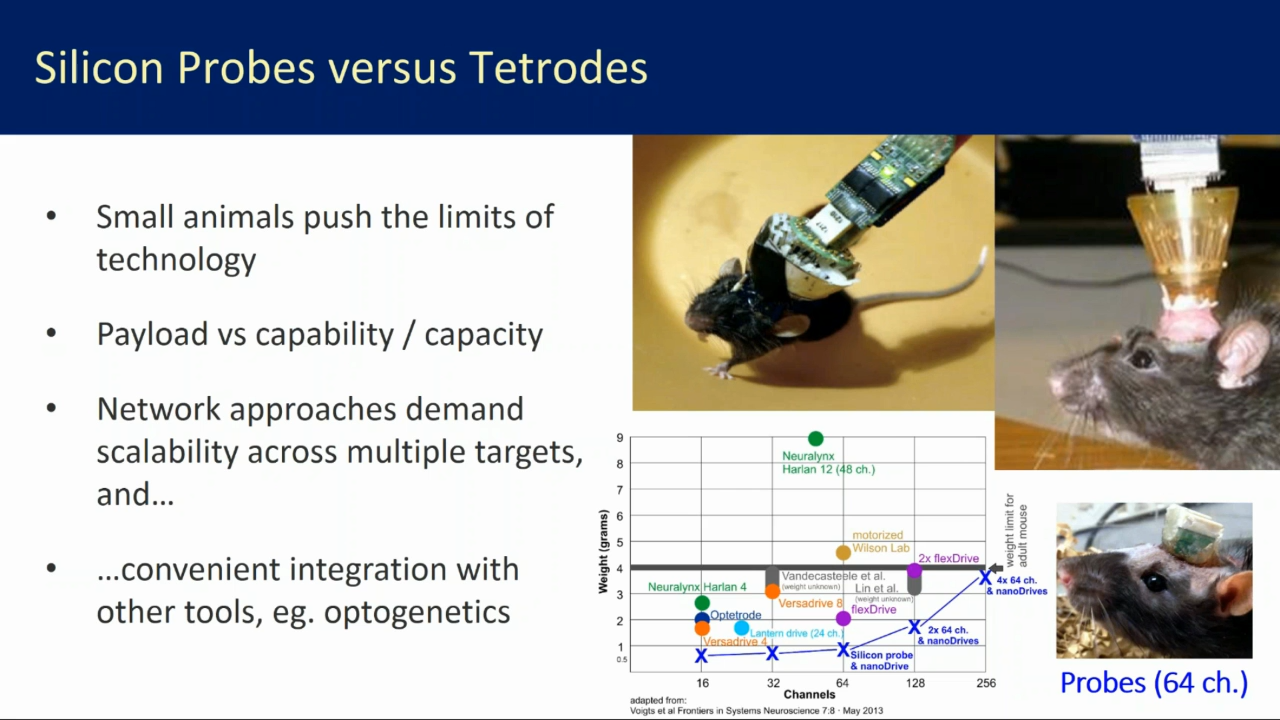 Silicon Probes versus Tetrodes
• Small animals push the limits of
technology
• Payload vs capability / capacity
• Network approaches demand
scalability across multiple targets,
and…
• …convenient integration with
other tools, eg. optogenetics
Weight (grams)
9
8
7
6
5
4
3
2
1
0.5
Neuralynx
Harlan 12 (48 ch.)
motorized
Wilson Lab
2x flexDrive
weight limit for
adult mouse
Vandecasteele et al.
(weight unknown)
Neuralynx Harlan 4
Lin et al.
(weight unknown)
4x 64 ch.
& nanoDrives
Versadrive 8
flexDrive
Optetrode
Lantern drive (24 ch.)
2x 64 ch.
& nanoDrives
Versadrive 4
Silicon probe
& nanoDrive
16 32 64 128 256
Channels
adapted from:
Voigts et al Frontiers in Systems Neuroscience 7:8 · May 2013
Probes (64 ch.)